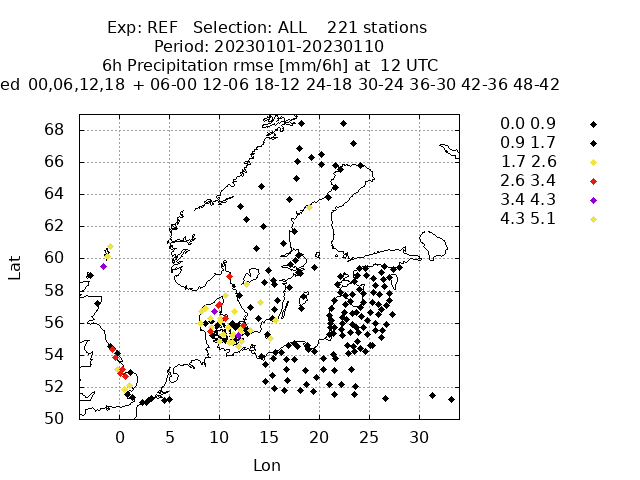 Exp: REF Selection: ALL 221 stations
Period: 20230101-20230110
6h Precipitation rmse [mm/6h] at 12 UTC
ed 00,06,12,18 + 06-00 12-06 18-12 24-18 30-24 36-30 42-36 48-42
0.0 0.9
0.9 1.7
1.7 2.6
2.6 3.4
3.4 4.3
4.3 5.1
68
66
64
62
60
58
56
54
52
50
Lat
0 5 10 15 20 25 30
Lon